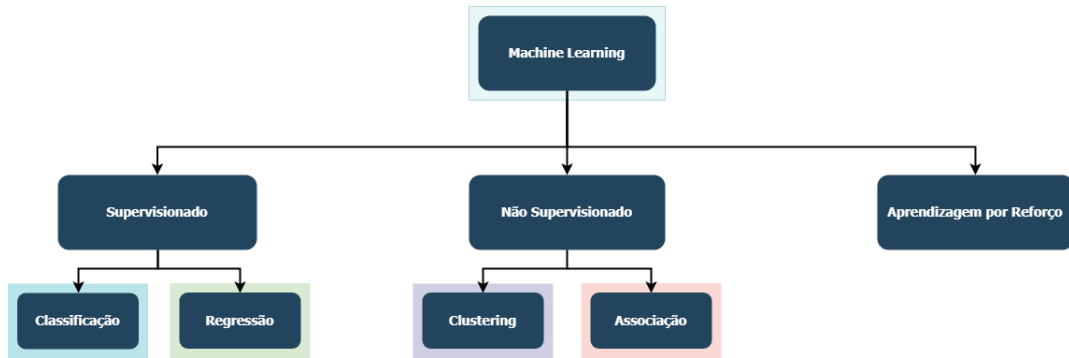 Machine Learning
Supervisionado
Não Supervisionado
Aprendizagem por Reforço
Classificação
Regressão
Clustering
Associação